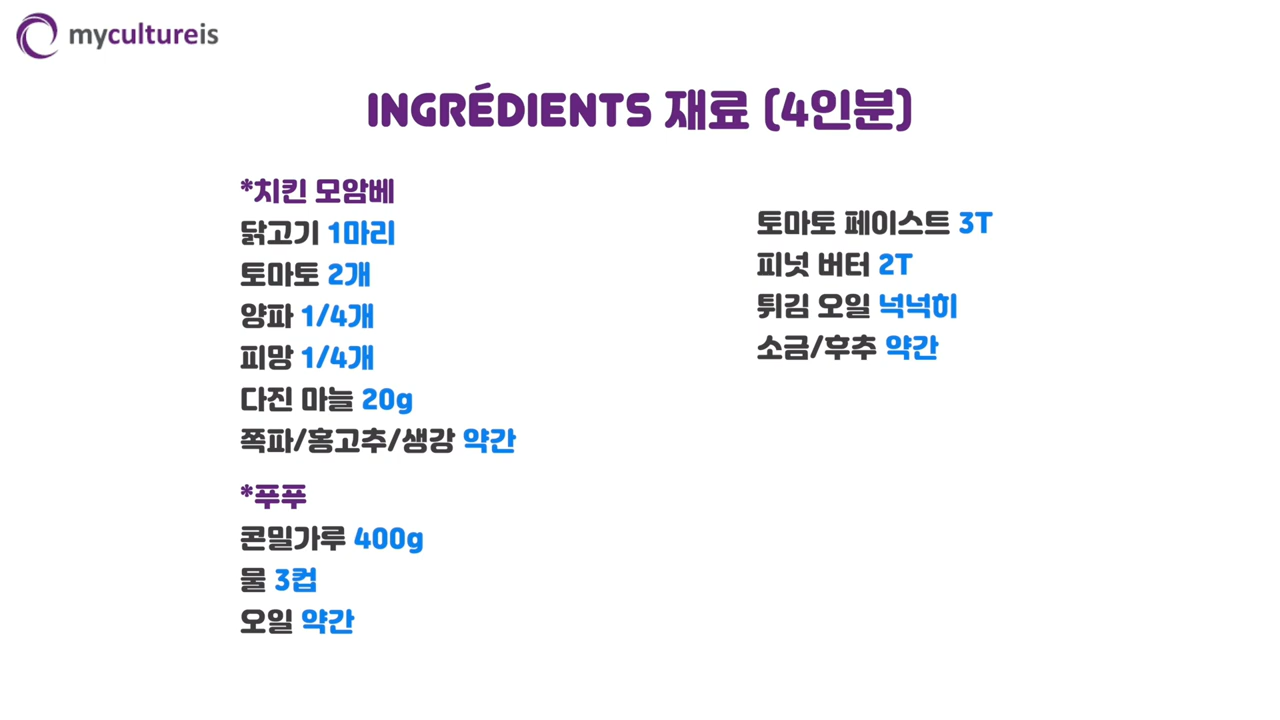 mycultureis
INGRÉDIENTS 재료 (4인분)
*치킨 모암베
닭고기 1마리
토마토 2개
양파 1/4개
피망 1/4개
다진 마늘 20g
쪽파/홍고추/생강 약간
토마토 페이스트 3T
피넛 버터 2T
튀김 오일 넉넉히
소금/후추 약간
*푸푸
콘밀가루 400g
물 3컵
오일 약간